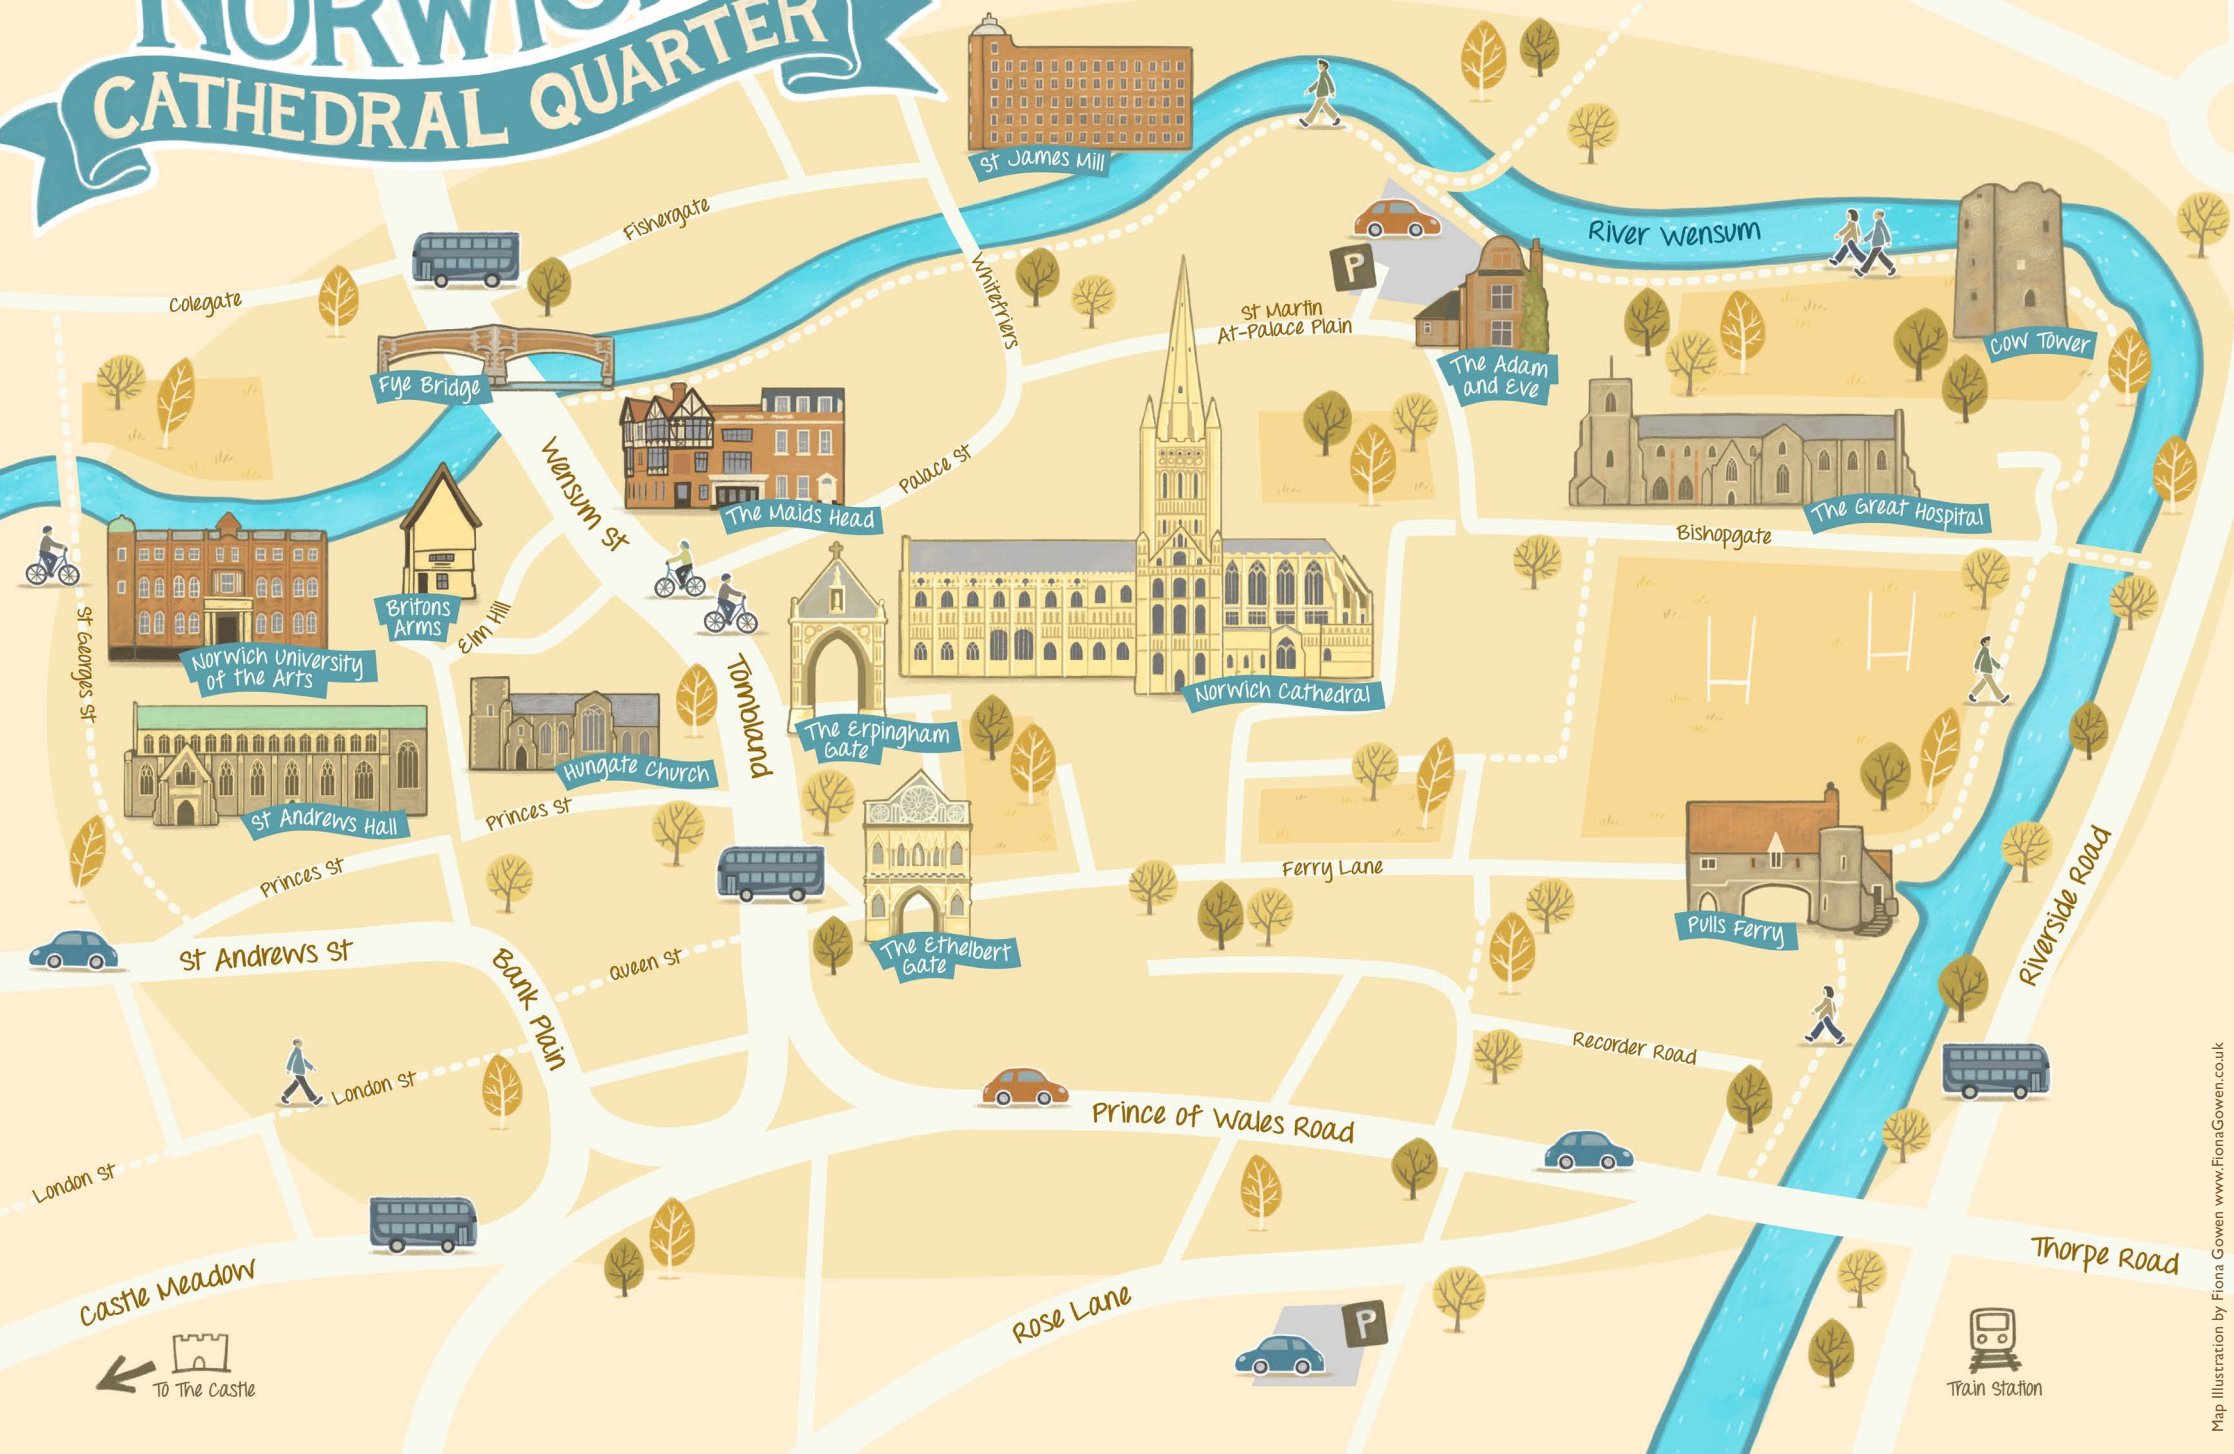 CATHEDRAL QUARTER
St James Mill
Fishergate
River Wensum
Colegate
Whitefriers
P
St Martin
At-Palace Plain
Cow Tower
The Adam
and Eve
Fye Bridge
Wensum St
Palace St
The Maids Head
The Great Hospital
Bishopgate
Britons
Arms
Elm Hill
St Georges St
Norwich University
of the Arts
Norwich Cathedral
Tombland
The Erpingham
Gate
Hungate Church
St Andrews Hall
Princes St
Princes St
Ferry Lane
Pulls Ferry
Riverside Road
St Andrews St
Bank Plain
Queen St
The Ethelbert
Gate
Recorder Road
London St
Prince of Wales Road
London St
Castle Meadow
Rose Lane
P
Thorpe Road
To The Castle
Train Station
Map Illustration by Fiona Gowen www.FionaGowen.co.uk